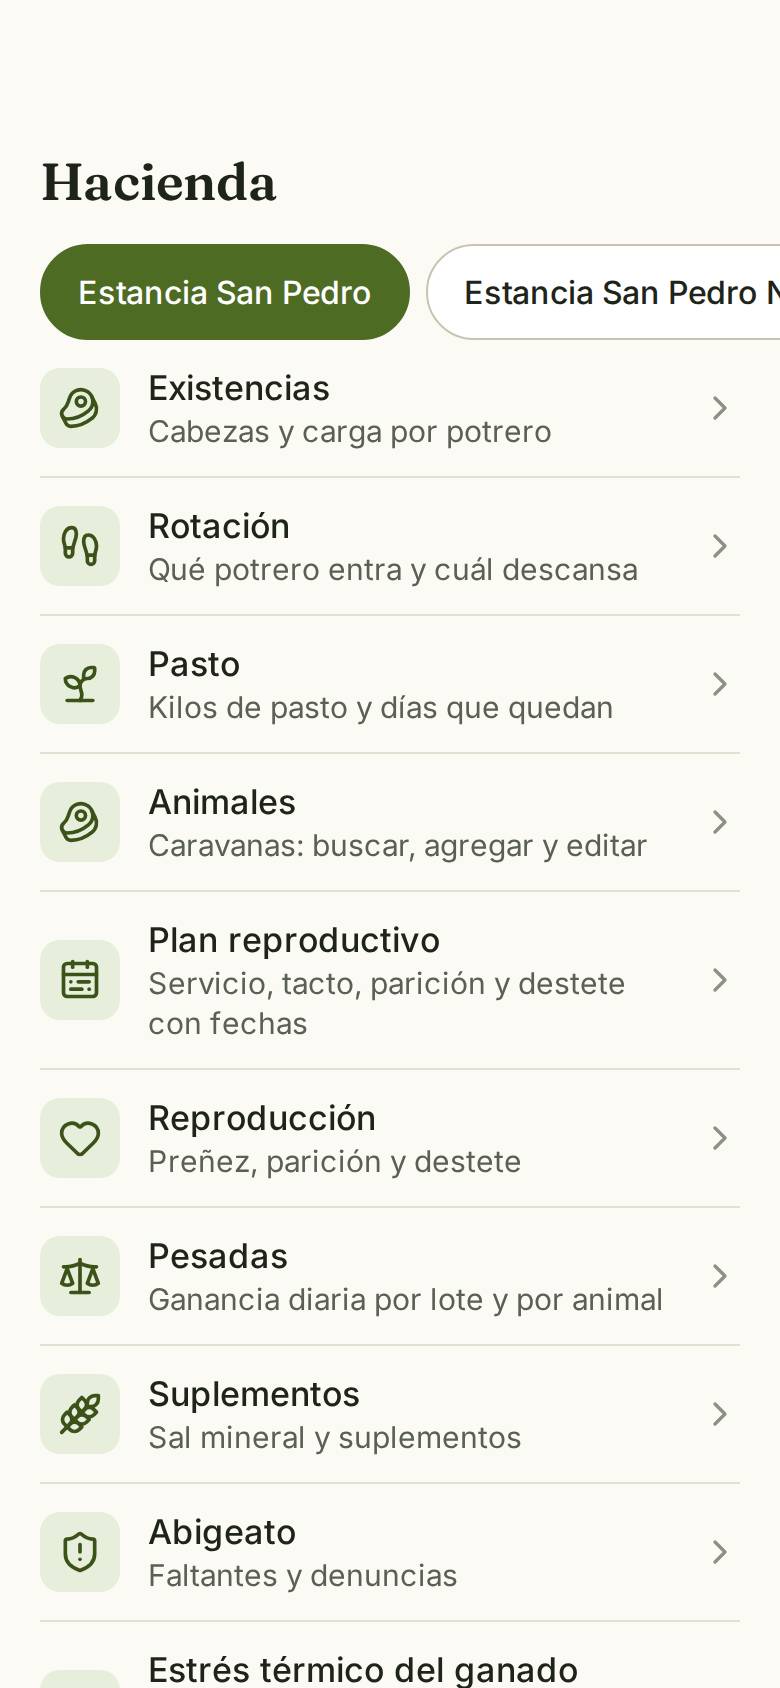 Hacienda
Estancia San Pedro
Estancia San Pedro
Existencias
Cabezas y carga por potrero
Rotación
Qué potrero entra y cuál descansa
Pasto
Kilos de pasto y días que quedan
Animales
Caravanas: buscar, agregar y editar
Plan reproductivo
Servicio, tacto, parición y destete
con fechas
Reproducción
Preñez, parición y destete
Pesadas
Ganancia diaria por lote y por animal
Suplementos
Sal mineral y suplementos
Abigeato
Faltantes y denuncias
Estrés térmico del ganado